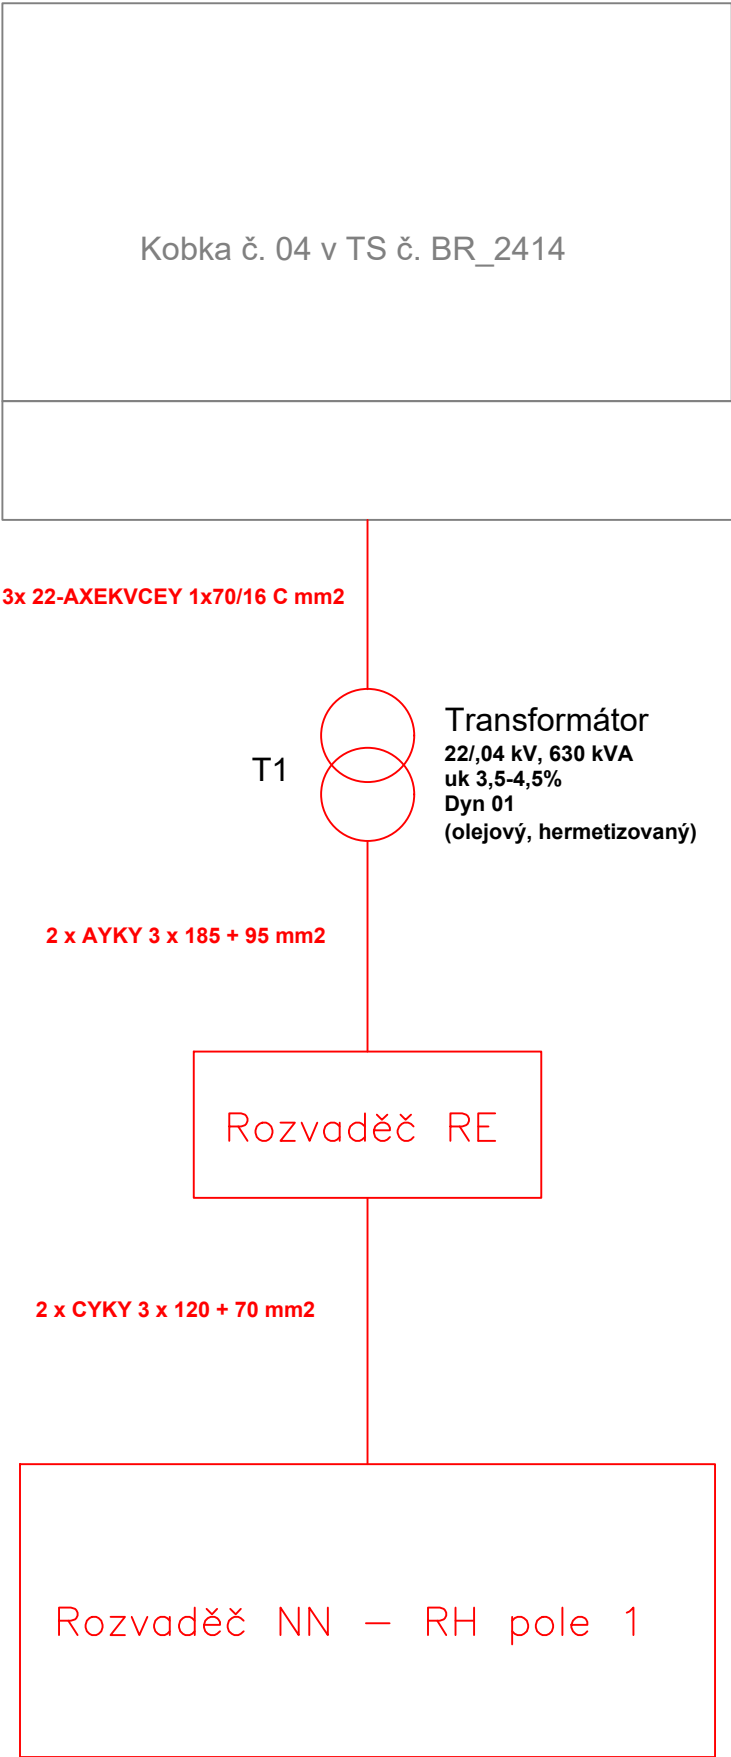 Kobka č. 04 v TS č. BR_2414
3x 22-AXEKVCEY 1x70/16 C mm2
T1
Transformátor
22/,04 kV, 630 kVA
uk 3,5-4,5%
Dyn 01
(olejový, hermetizovaný)
2 x AYKY 3 x 185 + 95 mm2
Rozvaděč RE
2 x CYKY 3 x 120 + 70 mm2
Rozvaděč NN – RH pole 1